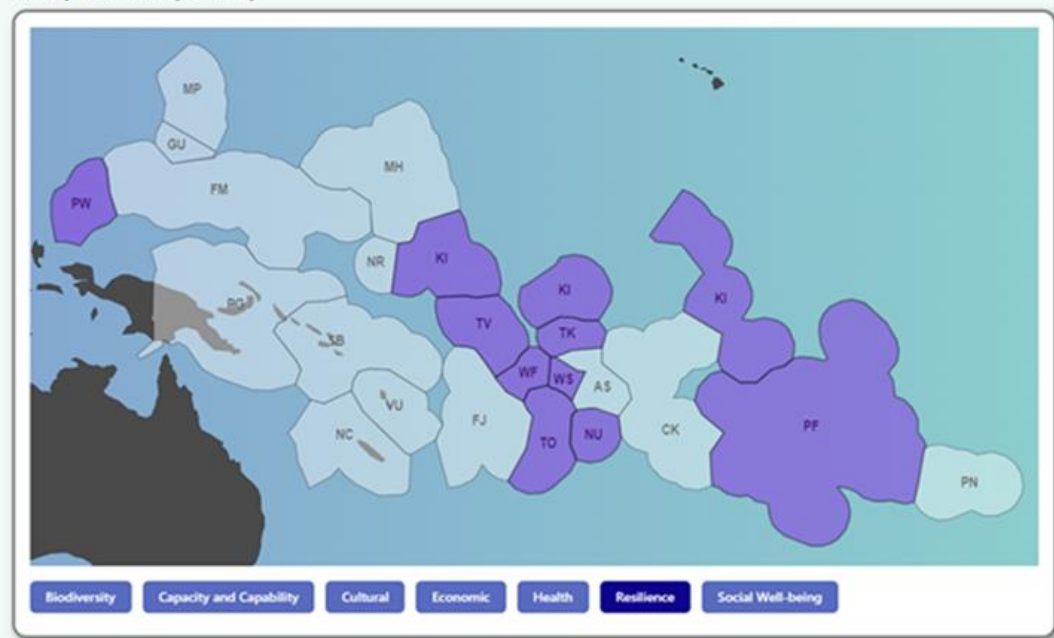 MP
GU
MH
FM
PW
NR
KI
KI
KI
PG
TV
TK
SB
WF
WS
AS
VU
FJ
TO
NU
CK
PF
NC
PN
Biodiversity
Capacity and Capability
Cultural
Economic
Health
Resilience
Social Well-being